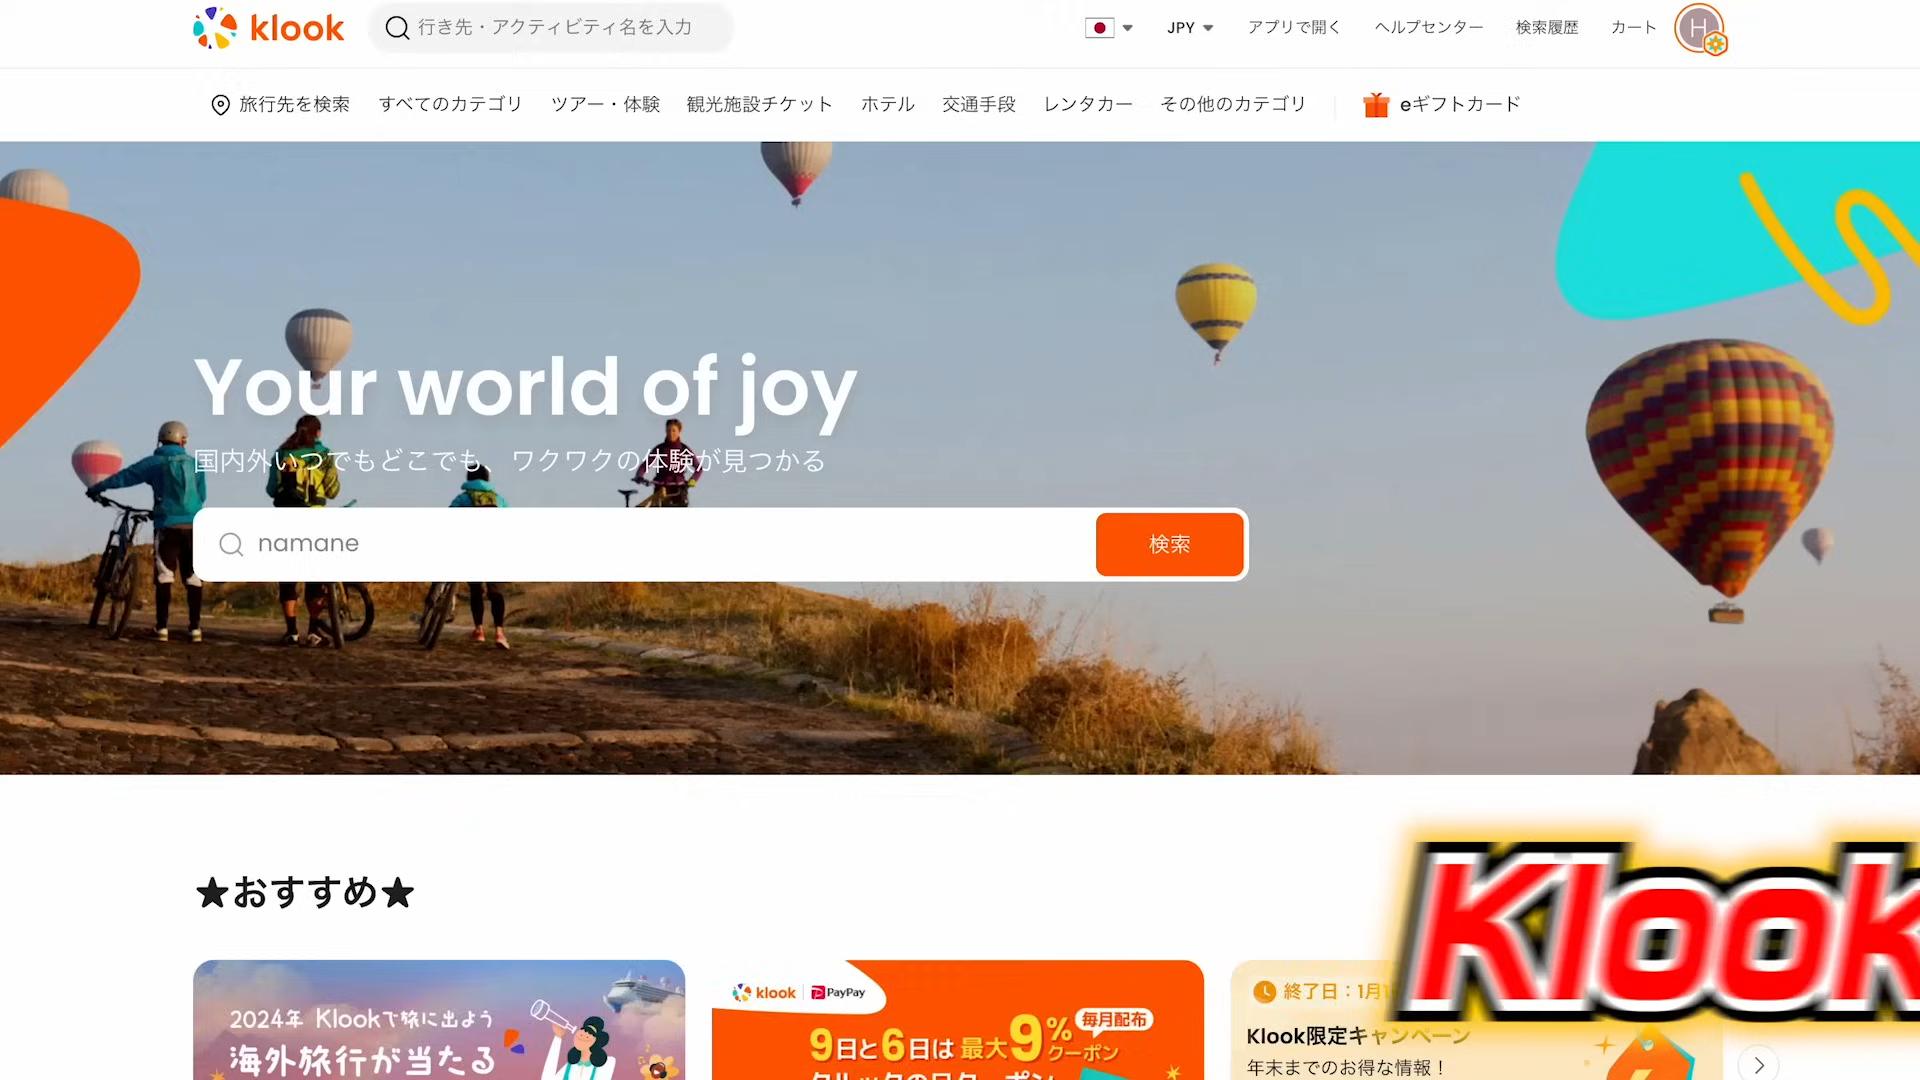 klook
行き先・アクティビティ名を入力
JPY
アプリで開く
ヘルプセンター
検索履歴
カート
H
旅行先を検索
すべてのカテゴリ
ツアー・体験
観光施設チケット
ホテル
交通手段
レンタカー
その他のカテゴリ
eギフトカード
Your world of joy
国内外いつでもどこでも、ワクワクの体験が見つかる
namane
検索
★おすすめ★
2024年 Klookで旅に出よう
海外旅行が当たる
klook PayPay
毎月配布
9日と6日は最大9%クーポン
終了日：1月
Klook限定キャンペーン
年末までのお得な情報！
Klook